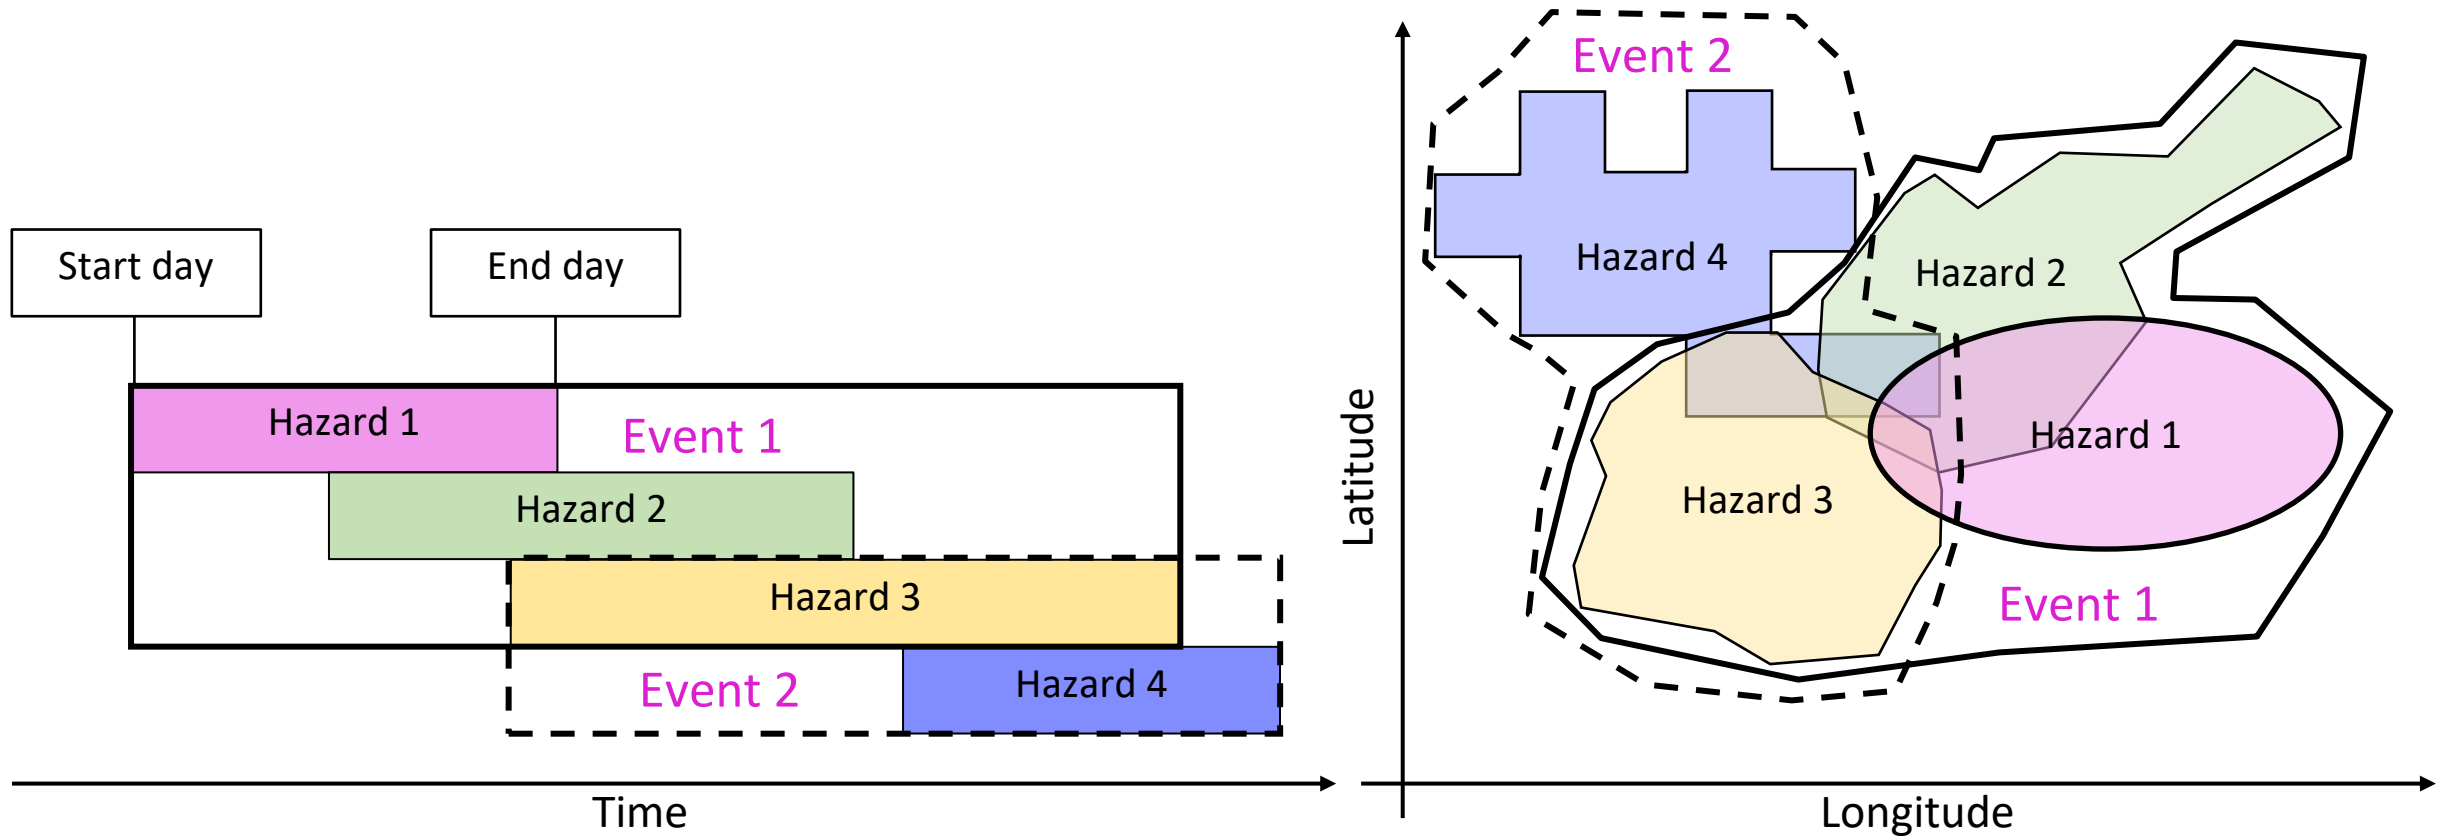 Start day
End day
Hazard 1
Event 1
Hazard 2
Hazard 3
Event 2
Hazard 4
Time
Event 2
Hazard 4
Hazard 2
Hazard 1
Hazard 3
Event 1
Latitude
Longitude